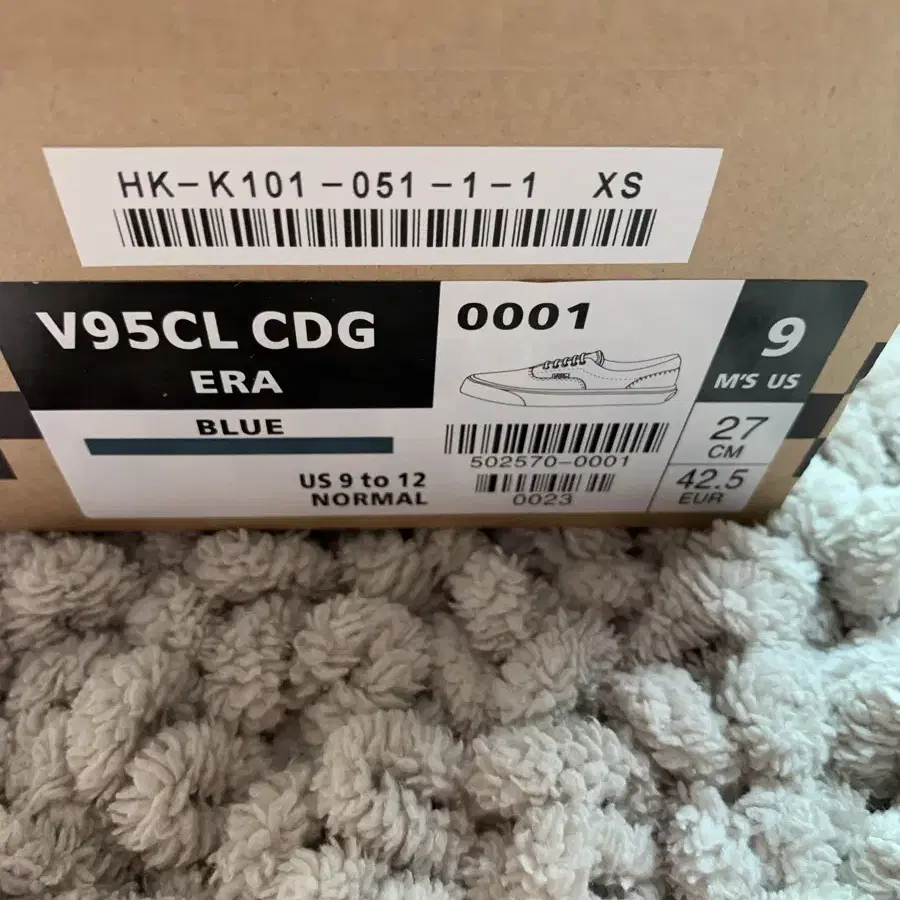 HK-K101-051-1-1 XS
V95CL CDG
ERA
BLUE
US 9 to 12
NORMAL
0001
502570-0001
0023
9
M'S US
27
CM
42.5
EUR